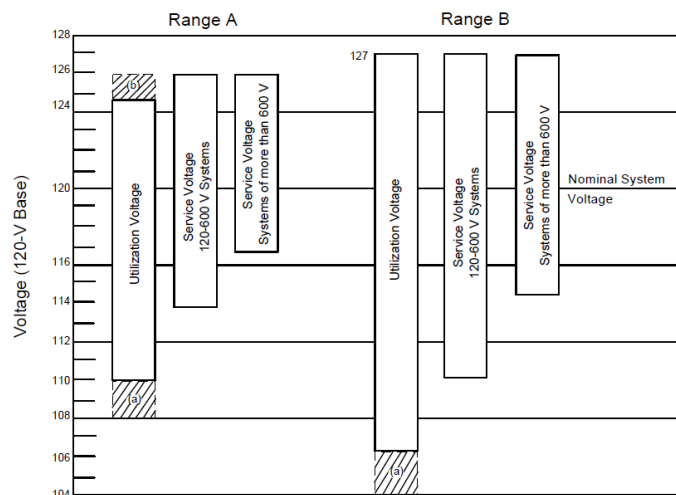 Range A
Range B
Voltage (120-V Base)
128
126
124
120
116
114
112
110
108
106
104
(b)
Utilization Voltage
(a)
Service Voltage
120-600 V Systems
Service Voltage
Systems of more than 600 V
127
Utilization Voltage
(a)
Service Voltage
120-600 V Systems
Service Voltage
Systems of more than 600 V
Nominal System
Voltage